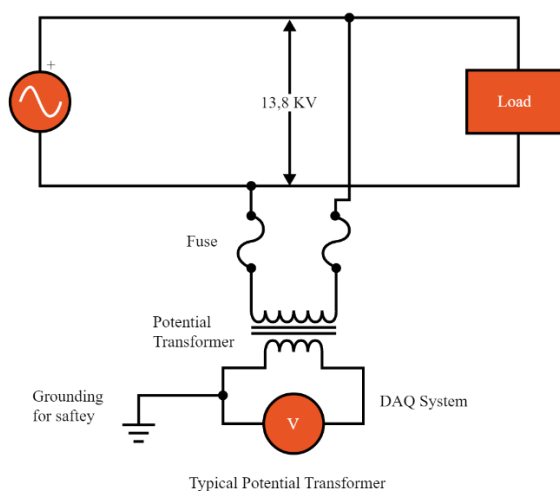 +
13,8 KV
Load
Fuse
Potential
Transformer
Grounding
for saftey
V
DAQ System
Typical Potential Transformer